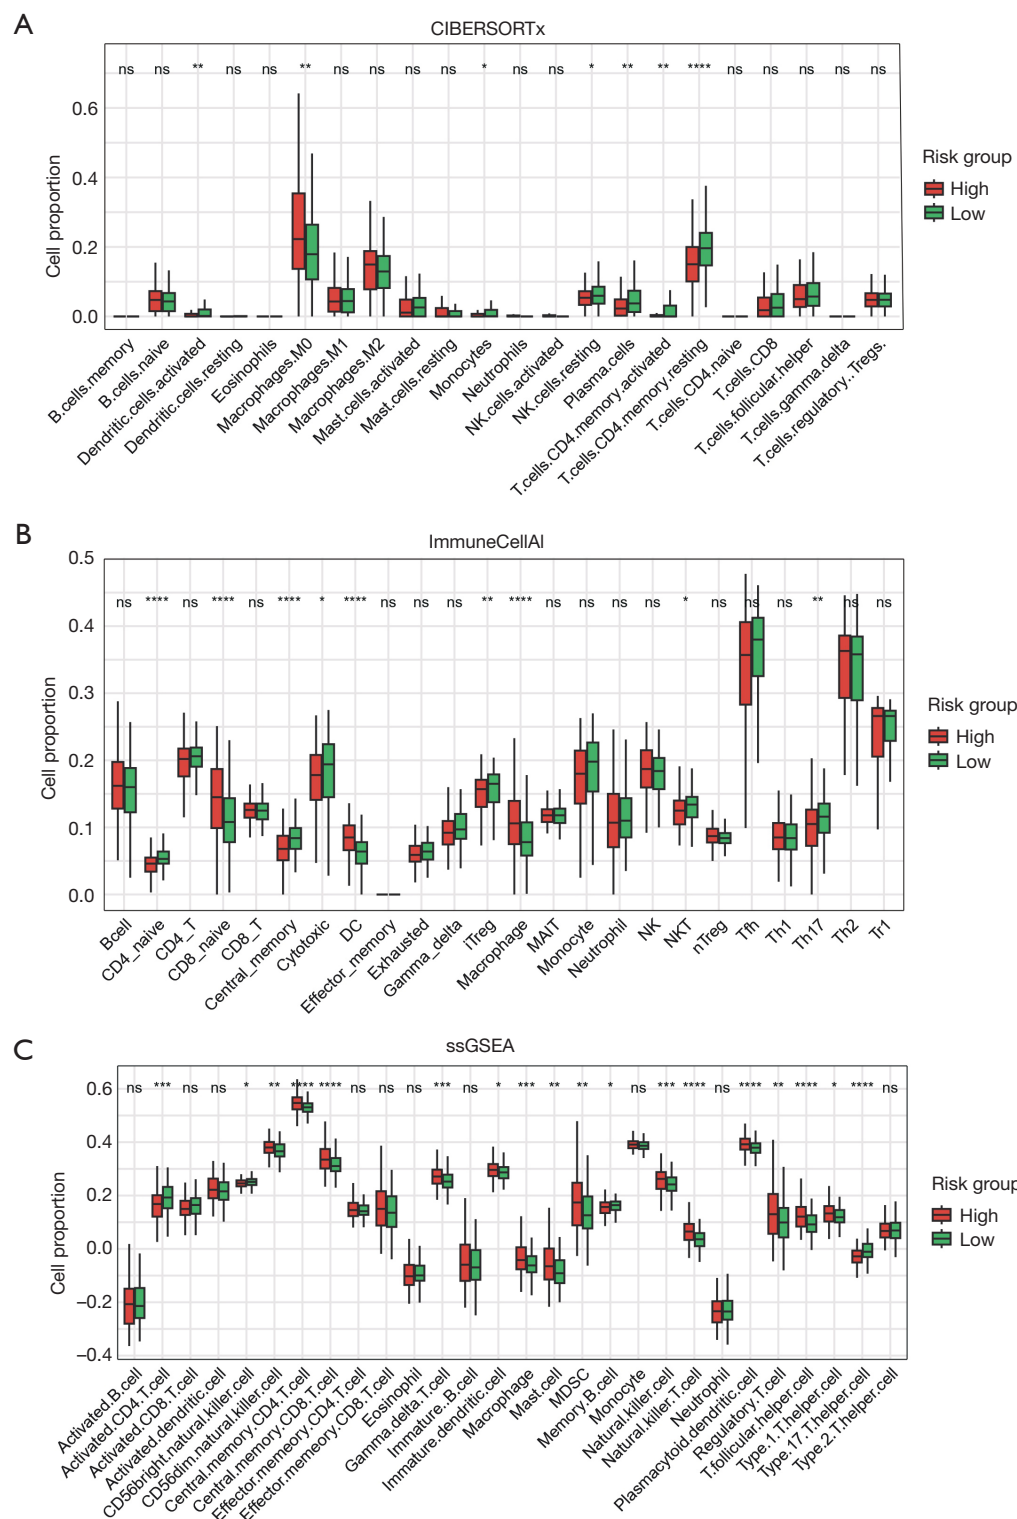 A
CIBERSORTx
ns ns ** ns ns ** ns ns ns ns * ns ns * ** ** **** ns ns ns ns ns
Cell proportion
0.6
0.4
0.2
0.0
Risk group
High
Low
B.cells.memory
B.cells.naive
Dendritic.cells.activated
Dendritic.cells.resting
Eosinophils
Macrophages.M0
Macrophages.M1
Macrophages.M2
Mast.cells.activated
Mast.cells.resting
Monocytes
Neutrophils
NK.cells.activated
NK.cells.resting
Plasma.cells
T.cells.CD4.memory.activated
T.cells.CD4.memory.resting
T.cells.CD4.naive
T.cells.CD8
T.cells.follicular.helper
T.cells.gamma.delta
T.cells.regulatory..Tregs.
B
ImmuneCellAI
ns **** ns **** ns **** * **** ns ns ns ** **** ns ns ns ns * ns ns ns ** ns ns
Cell proportion
0.5
0.4
0.3
0.2
0.1
0.0
Risk group
High
Low
Bcell
CD4_naive
CD4_T
CD8_naive
CD8_T
Central_memory
Cytotoxic
DC
Effector_memory
Exhausted
Gamma_delta
iTreg
Macrophage
MAIT
Monocyte
Neutrophil
NK
NKT
nTreg
Tfh
Th1
Th17
Th2
Tr1
C
ssGSEA
ns *** ns ns * ** **** **** ns ns ns *** ns * *** ** ** * ns *** **** ns **** ** **** * **** ns
Cell proportion
0.6
0.4
0.2
0.0
−0.2
−0.4
Risk group
High
Low
Activated.B.cell
Activated.CD4.T.cell
Activated.CD8.T.cell
Activated.dendritic.cell
CD56bright.natural.killer.cell
CD56dim.natural.killer.cell
Central.memory.CD4.T.cell
Central.memory.CD8.T.cell
Effector.memeory.CD4.T.cell
Effector.memeory.CD8.T.cell
Eosinophil
Gamma.delta.T.cell
Immature.B.cell
Immature.dendritic.cell
Macrophage
Mast.cell
MDSC
Memory.B.cell
Monocyte
Natural.killer.cell
Natural.killer.T.cell
Neutrophil
Plasmacytoid.dendritic.cell
Regulatory.T.cell
T.follicular.helper.cell
Type.1.T.helper.cell
Type.17.T.helper.cell
Type.2.T.helper.cell